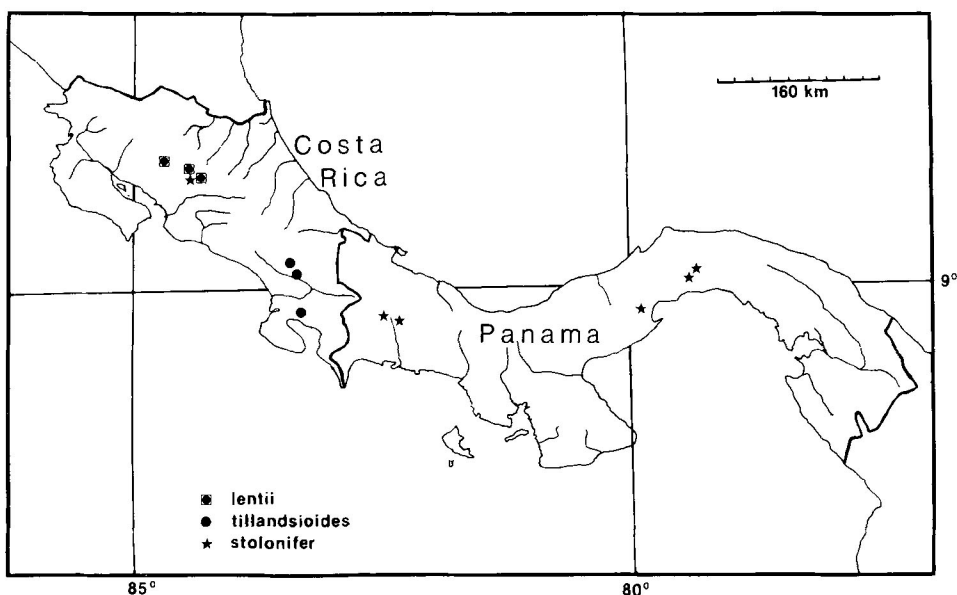 160 km
Costa
Rica
9°
Panama
lentii
tillandsioides
stolonifer
85°
80°